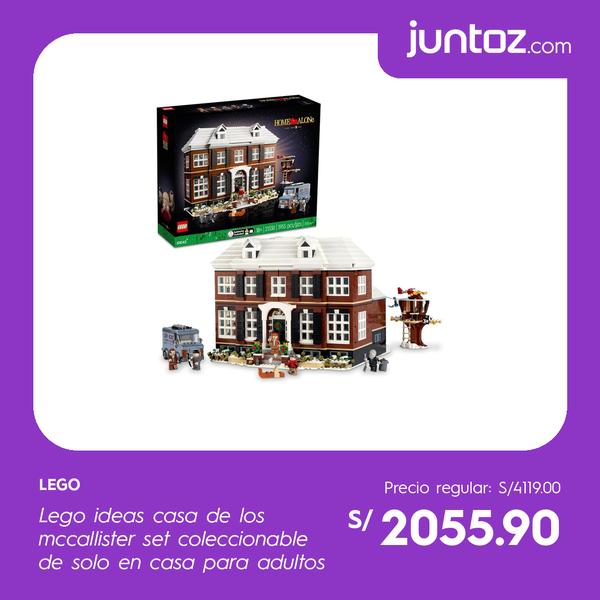 juntoz.com
HOME ALONE
LEGO
Precio regular: S/4119.00
Lego ideas casa de los
mccallister set coleccionable
de solo en casa para adultos
S/ 2055.90